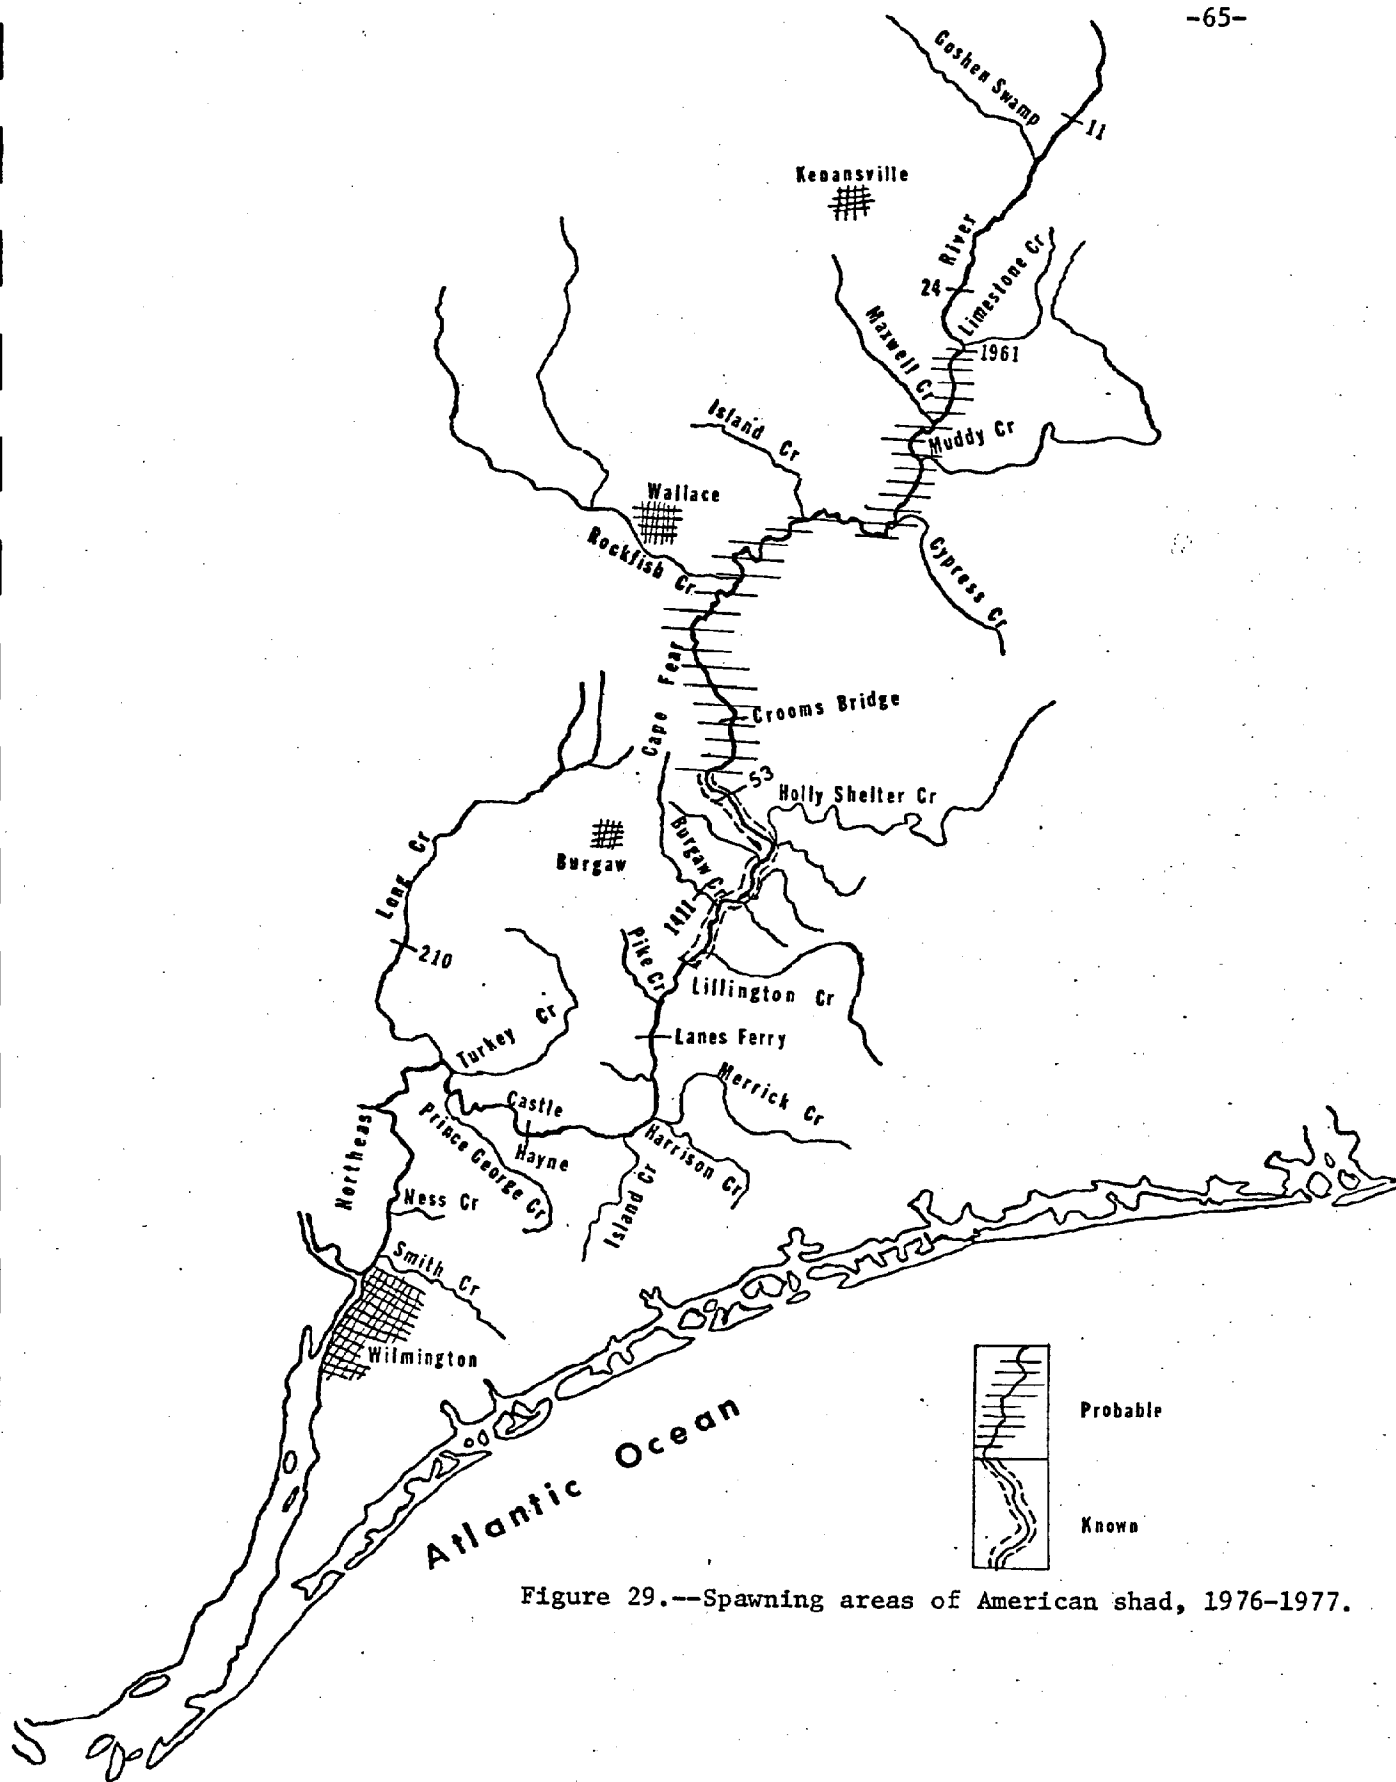 -65-
Goshen Swamp
11
Kenansville
River
24
Limestone Cr
1961
Maxwell Cr
Muddy Cr
Island Cr
Wallace
Rockfish Cr
Cypress Cr
Cape Fear
Crooms Bridge
53
Holly Shelter Cr
Burgaw
Burgaw Cr
Long Cr
1411
210
Pike Cr
Lillington Cr
Turkey Cr
Lanes Ferry
Merrick Cr
Castle
Hayne
Prince George Cr
Harrison Cr
Island Cr
Northeast
Ness Cr
Smith Cr
Wilmington
Atlantic Ocean
Probable
Known
Figure 29.--Spawning areas of American shad, 1976-1977.